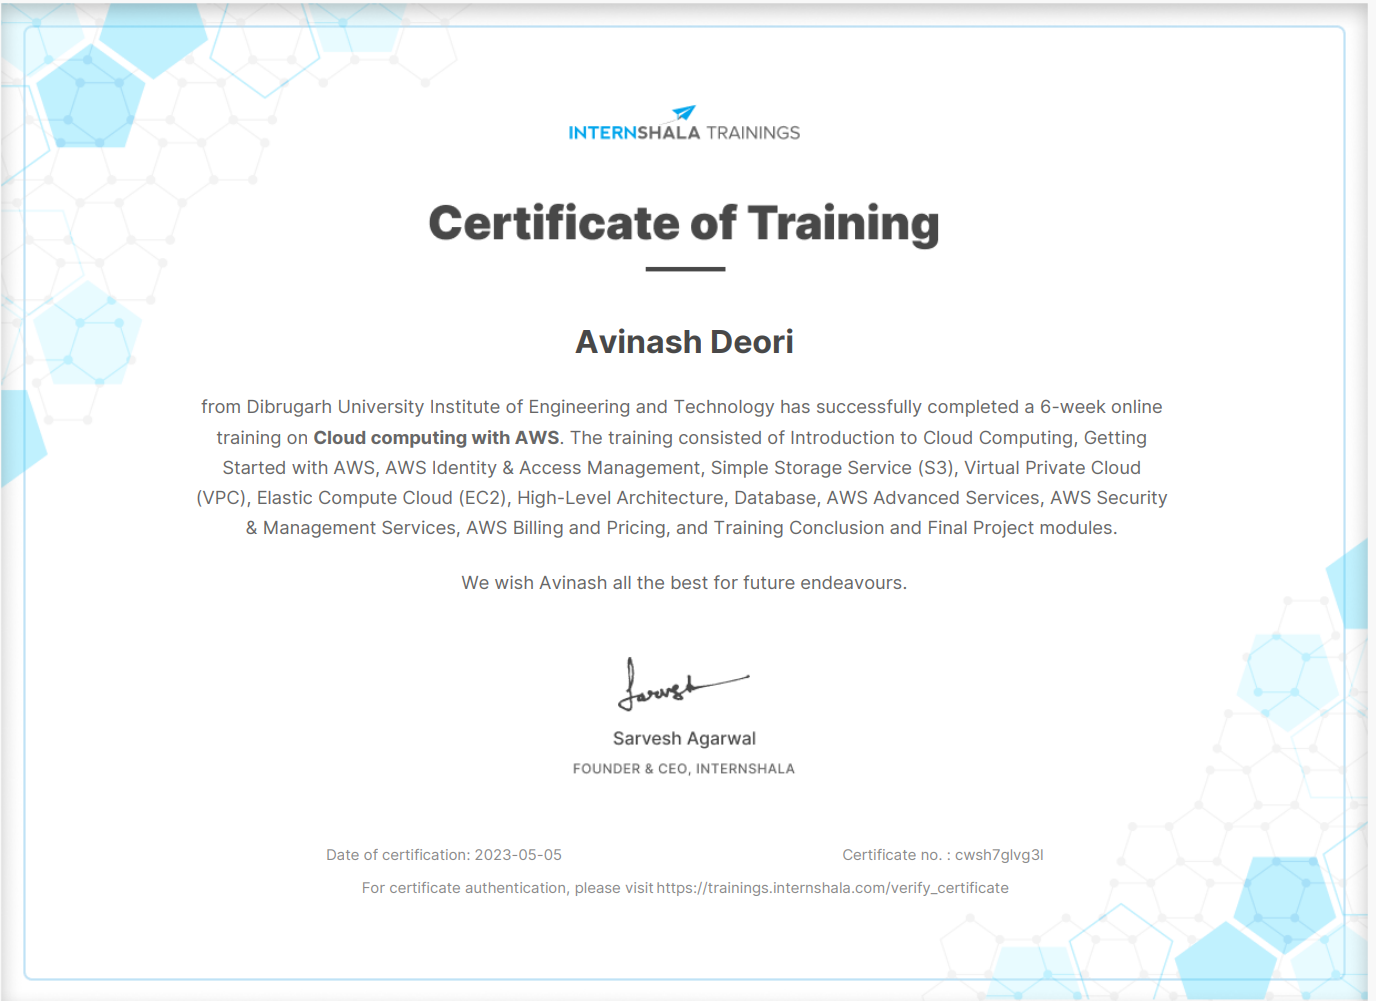 INTERNSHALA TRAININGS
Certificate of Training
Avinash Deori
from Dibrugarh University Institute of Engineering and Technology has successfully completed a 6-week online
training on Cloud computing with AWS. The training consisted of Introduction to Cloud Computing, Getting
Started with AWS, AWS Identity & Access Management, Simple Storage Service (S3), Virtual Private Cloud
(VPC), Elastic Compute Cloud (EC2), High-Level Architecture, Database, AWS Advanced Services, AWS Security
& Management Services, AWS Billing and Pricing, and Training Conclusion and Final Project modules.
We wish Avinash all the best for future endeavours.
Sarvesh
Sarvesh Agarwal
FOUNDER & CEO, INTERNSHALA
Date of certification: 2023-05-05
Certificate no. : cwsh7glvg3l
For certificate authentication, please visit https://trainings.internshala.com/verify_certificate